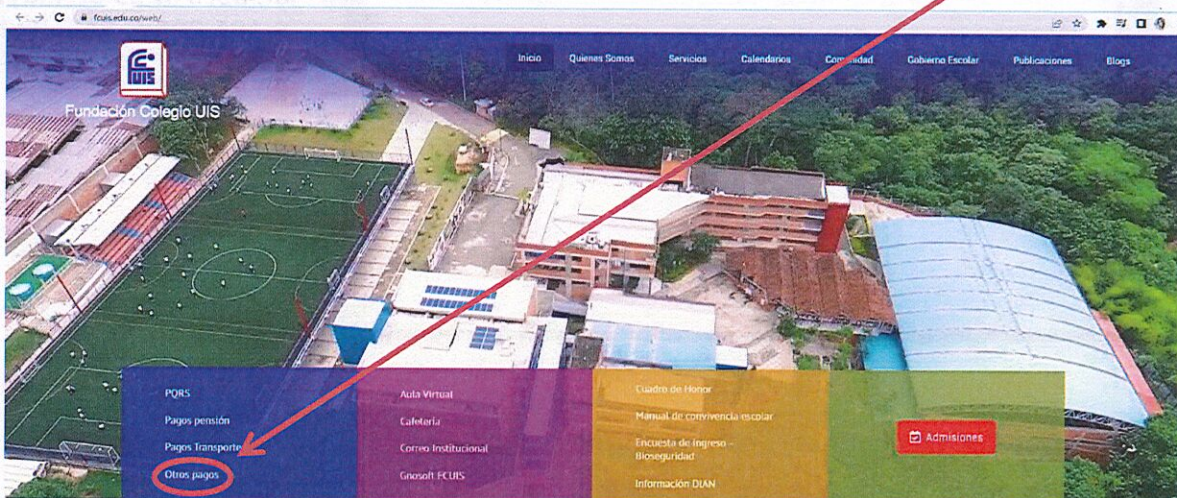 fcuis.edu.co/web/
Fundación Colegio UIS
Inicio
Quienes Somos
Servicios
Calendarios
Comunidad
Gobierno Escolar
Publicaciones
Blogs
PQRS
Pagos pensión
Pagos Transporte
Otros pagos
Aula Virtual
Cafetería
Correo Institucional
Gnosoft FCUIS
Cuadro de Honor
Manual de convivencia escolar
Encuesta de ingreso –
Bioseguridad
Información DIAN
Admisiones